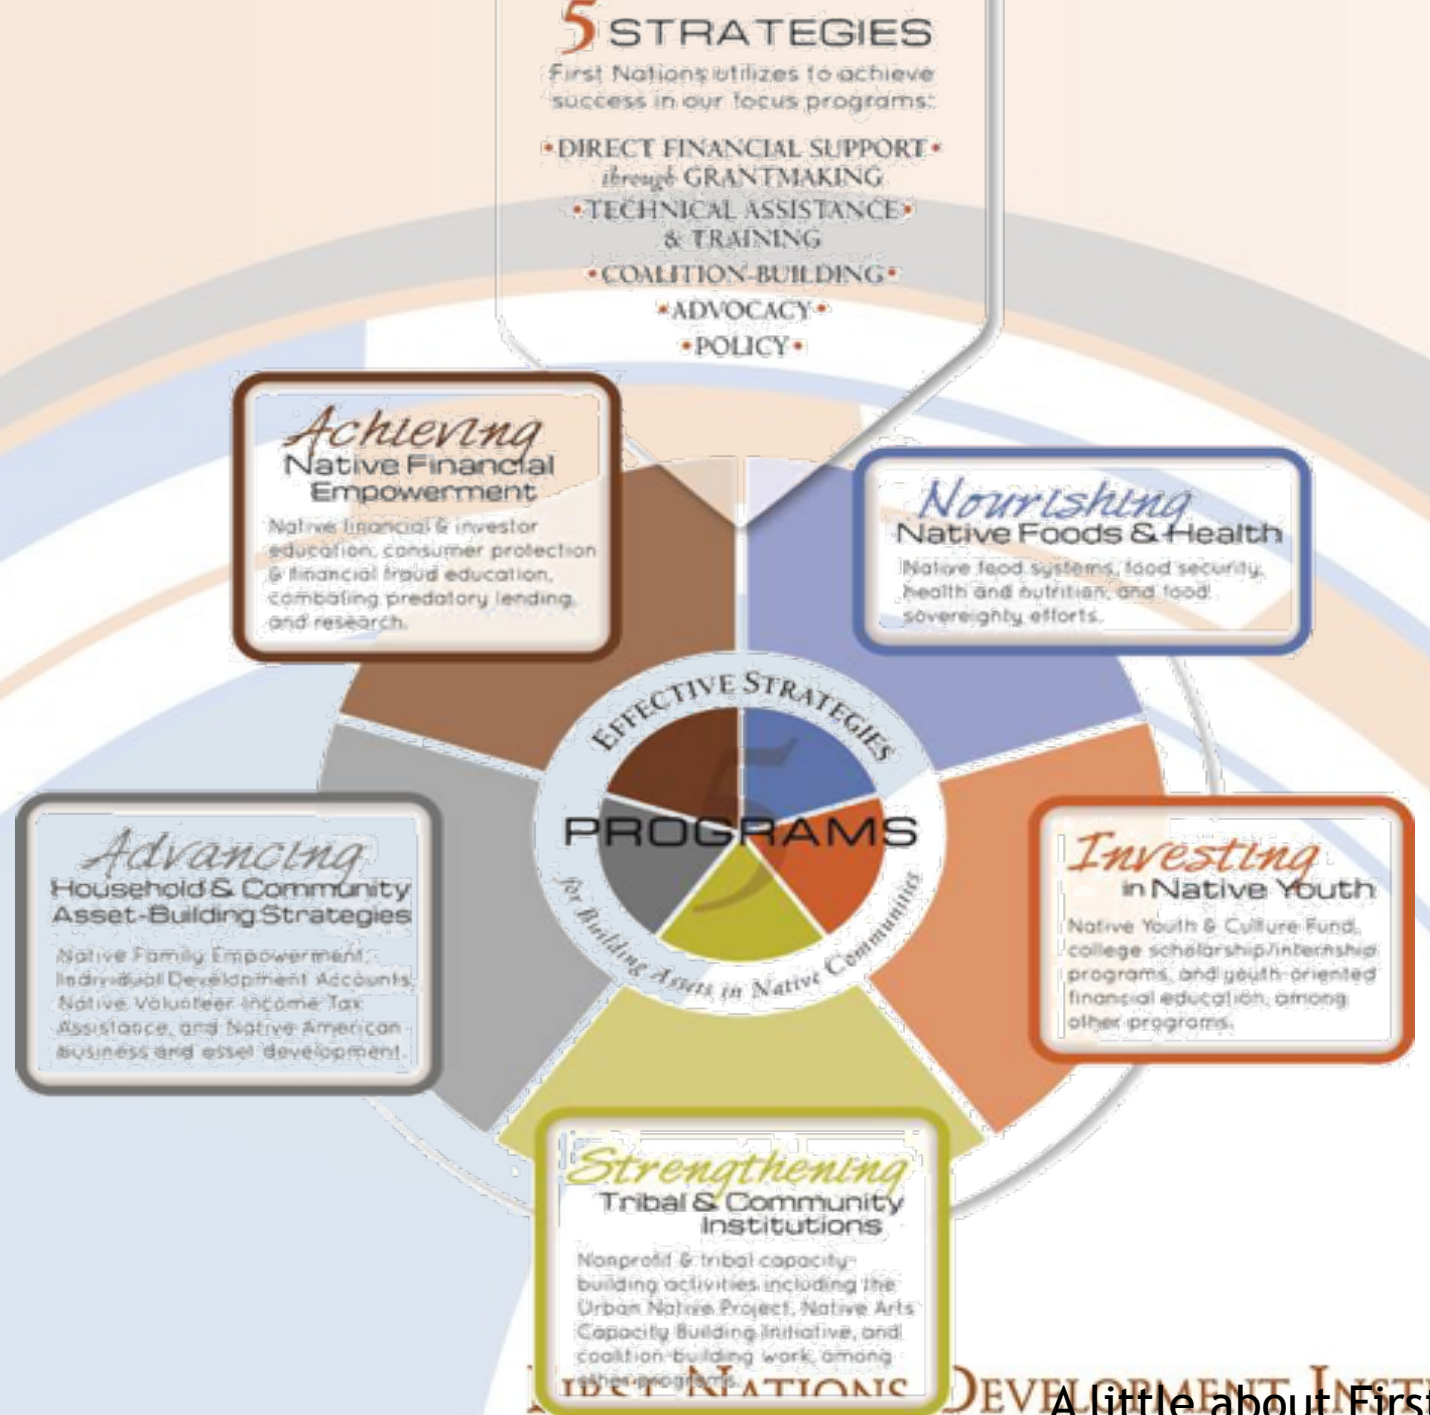 5 STRATEGIES
First Nations utilizes to achieve
success in our focus programs:
•DIRECT FINANCIAL SUPPORT•
through GRANTMAKING
•TECHNICAL ASSISTANCE•
& TRAINING
•COALITION-BUILDING•
•ADVOCACY•
•POLICY•
Achieving
Native Financial
Empowerment
Native financial & investor
education, consumer protection
& financial fraud education,
combating predatory lending,
and research.
Nourishing
Native Foods & Health
Native food systems, food security,
health and nutrition, and food
sovereignty efforts.
EFFECTIVE STRATEGIES
5
PROGRAMS
for Building Assets in Native Communities
Advancing
Household & Community
Asset-Building Strategies
Native Family Empowerment,
Individual Development Accounts,
Native Volunteer Income Tax
Assistance, and Native American
business and asset development.
Investing
in Native Youth
Native Youth & Culture Fund,
college scholarship/internship
programs, and youth-oriented
financial education, among
other programs.
Strengthening
Tribal & Community
Institutions
Nonprofit & tribal capacity-
building activities including the
Urban Native Project, Native Arts
Capacity Building Initiative, and
coalition-building work, among
other programs.
FIRST NATIONS DEVELOPMENT INST
A little about First